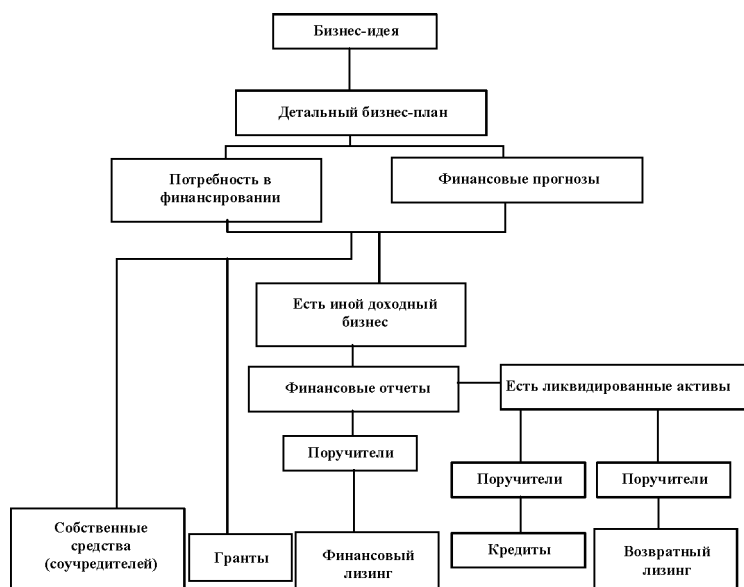 Бизнес-идея
Детальный бизнес-план
Потребность в
финансировании
Финансовые прогнозы
Есть иной доходный
бизнес
Финансовые отчеты
Есть ликвидированные активы
Поручители
Поручители
Поручители
Собственные
средства
(соучредителей)
Гранты
Финансовый
лизинг
Кредиты
Возвратный
лизинг